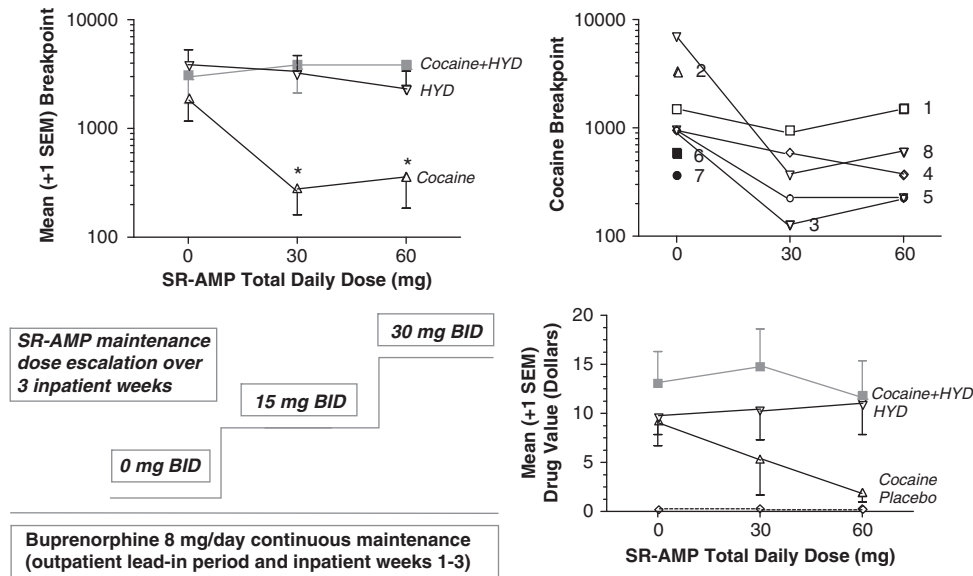 10000
1000
100
Mean (+1 SEM) Breakpoint
Cocaine+HYD
HYD
*
*
Cocaine
0
30
60
SR-AMP Total Daily Dose (mg)
10000
1000
100
Cocaine Breakpoint
2
1
8
6
4
7
5
3
0
30
60
SR-AMP maintenance
dose escalation over
3 inpatient weeks
30 mg BID
15 mg BID
0 mg BID
Buprenorphine 8 mg/day continuous maintenance
(outpatient lead-in period and inpatient weeks 1-3)
20
15
10
5
0
Mean (+1 SEM)
Drug Value (Dollars)
Cocaine+HYD
HYD
Cocaine
Placebo
0
30
60
SR-AMP Total Daily Dose (mg)